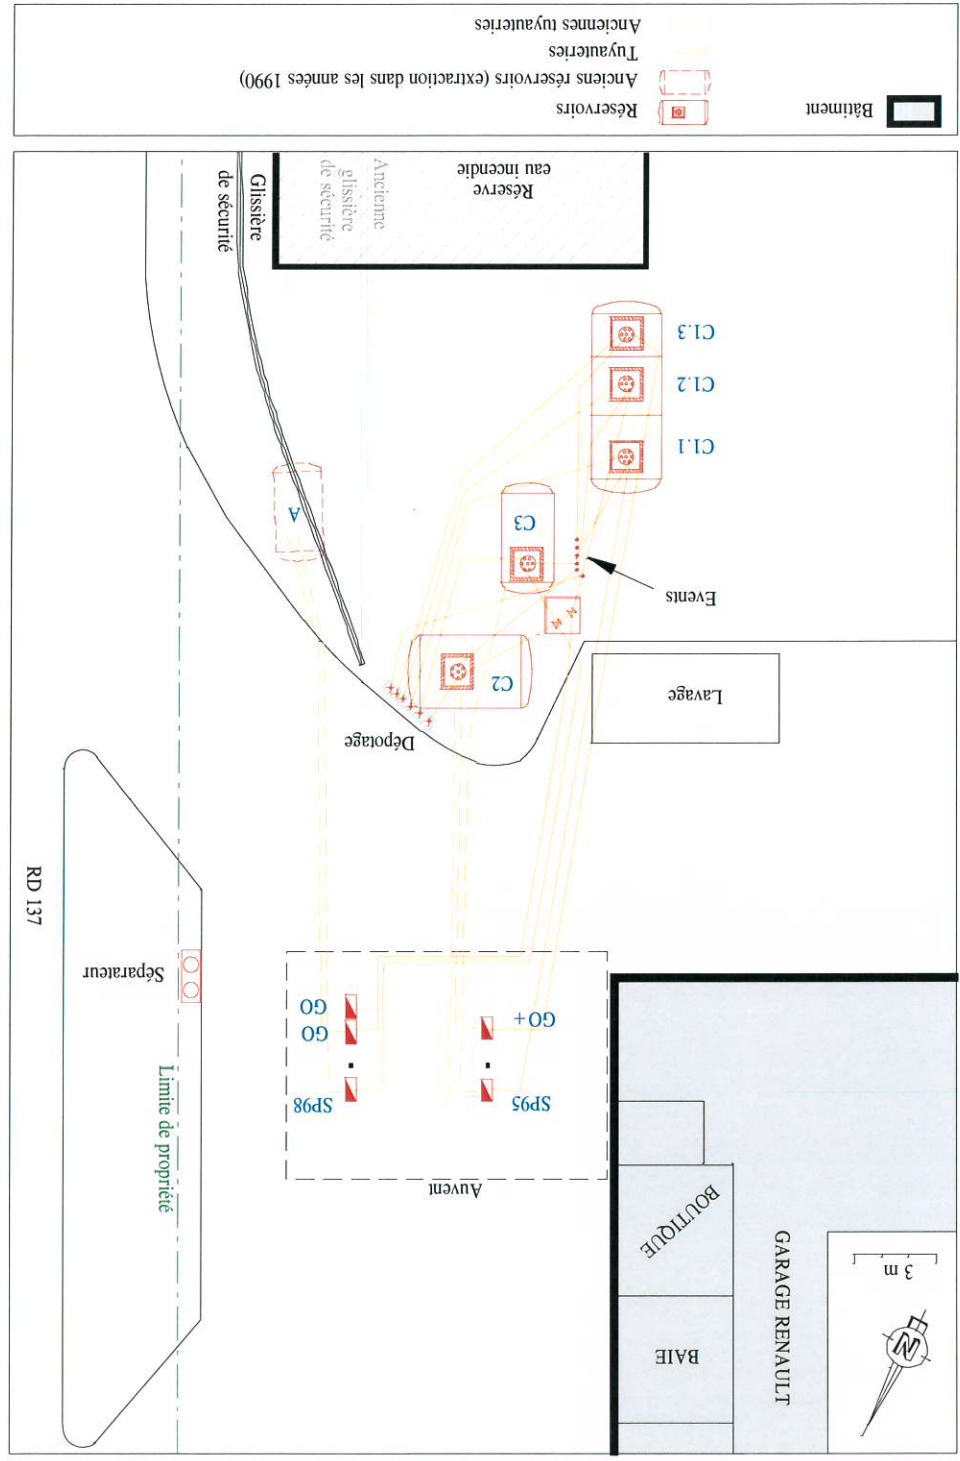 3 m
N
BAIE
GARAGE RENAULT
BOUTIQUE
Auvent
SP95
SP98
GO+
GO
GO
Limite de propriété
Séparateur
RD 137
Dépotage
Lavage
C2
Events
C3
A
C1.1
C1.2
C1.3
Réserve
eau incendie
Ancienne
glissière
de sécurité
Glissière
de sécurité
Bâtiment
Réservoirs
Anciens réservoirs (extraction dans les années 1990)
Tuyauteries
Anciennes tuyauteries